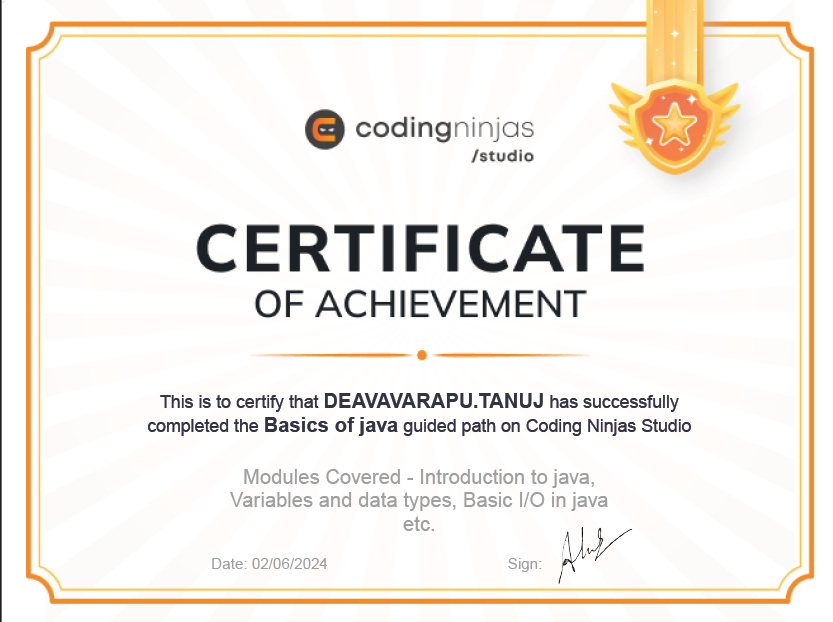 codingninjas
/studio
CERTIFICATE
OF ACHIEVEMENT
This is to certify that DEAVAVARAPU.TANUJ has successfully
completed the Basics of java guided path on Coding Ninjas Studio
Modules Covered - Introduction to java,
Variables and data types, Basic I/O in java
etc.
Date: 02/06/2024 Sign: